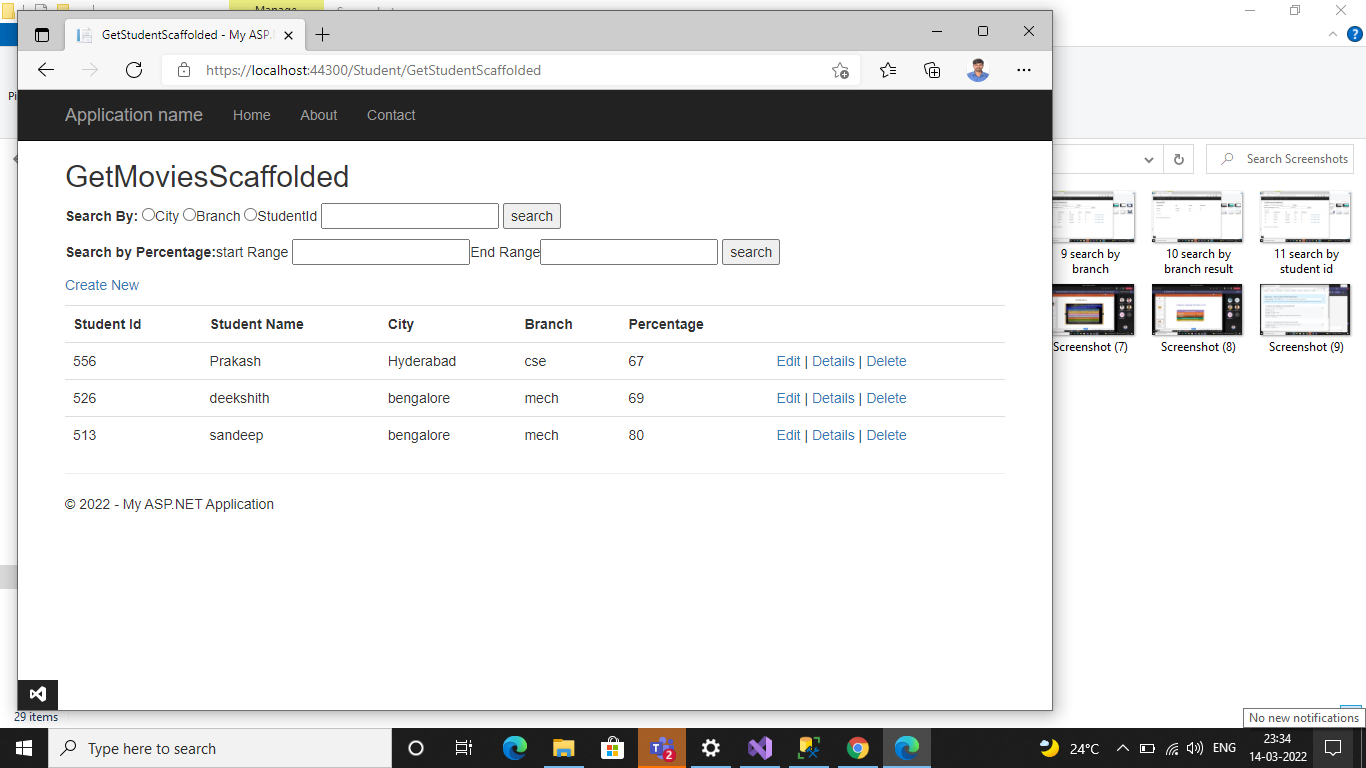 Manage
GetStudentScaffolded - My ASP.
https://localhost:44300/Student/GetStudentScaffolded
Application name Home About Contact
GetMoviesScaffolded
Search By: City Branch StudentId search
Search by Percentage:start Range End Range search
Create New
Student Id Student Name City Branch Percentage
556 Prakash Hyderabad cse 67 Edit | Details | Delete
526 deekshith bengalore mech 69 Edit | Details | Delete
513 sandeep bengalore mech 80 Edit | Details | Delete
© 2022 - My ASP.NET Application
Search Screenshots
9 search by branch
10 search by branch result
11 search by student id
Screenshot (7)
Screenshot (8)
Screenshot (9)
29 items
No new notifications
Type here to search
2
24°C
ENG
23:34
14-03-2022